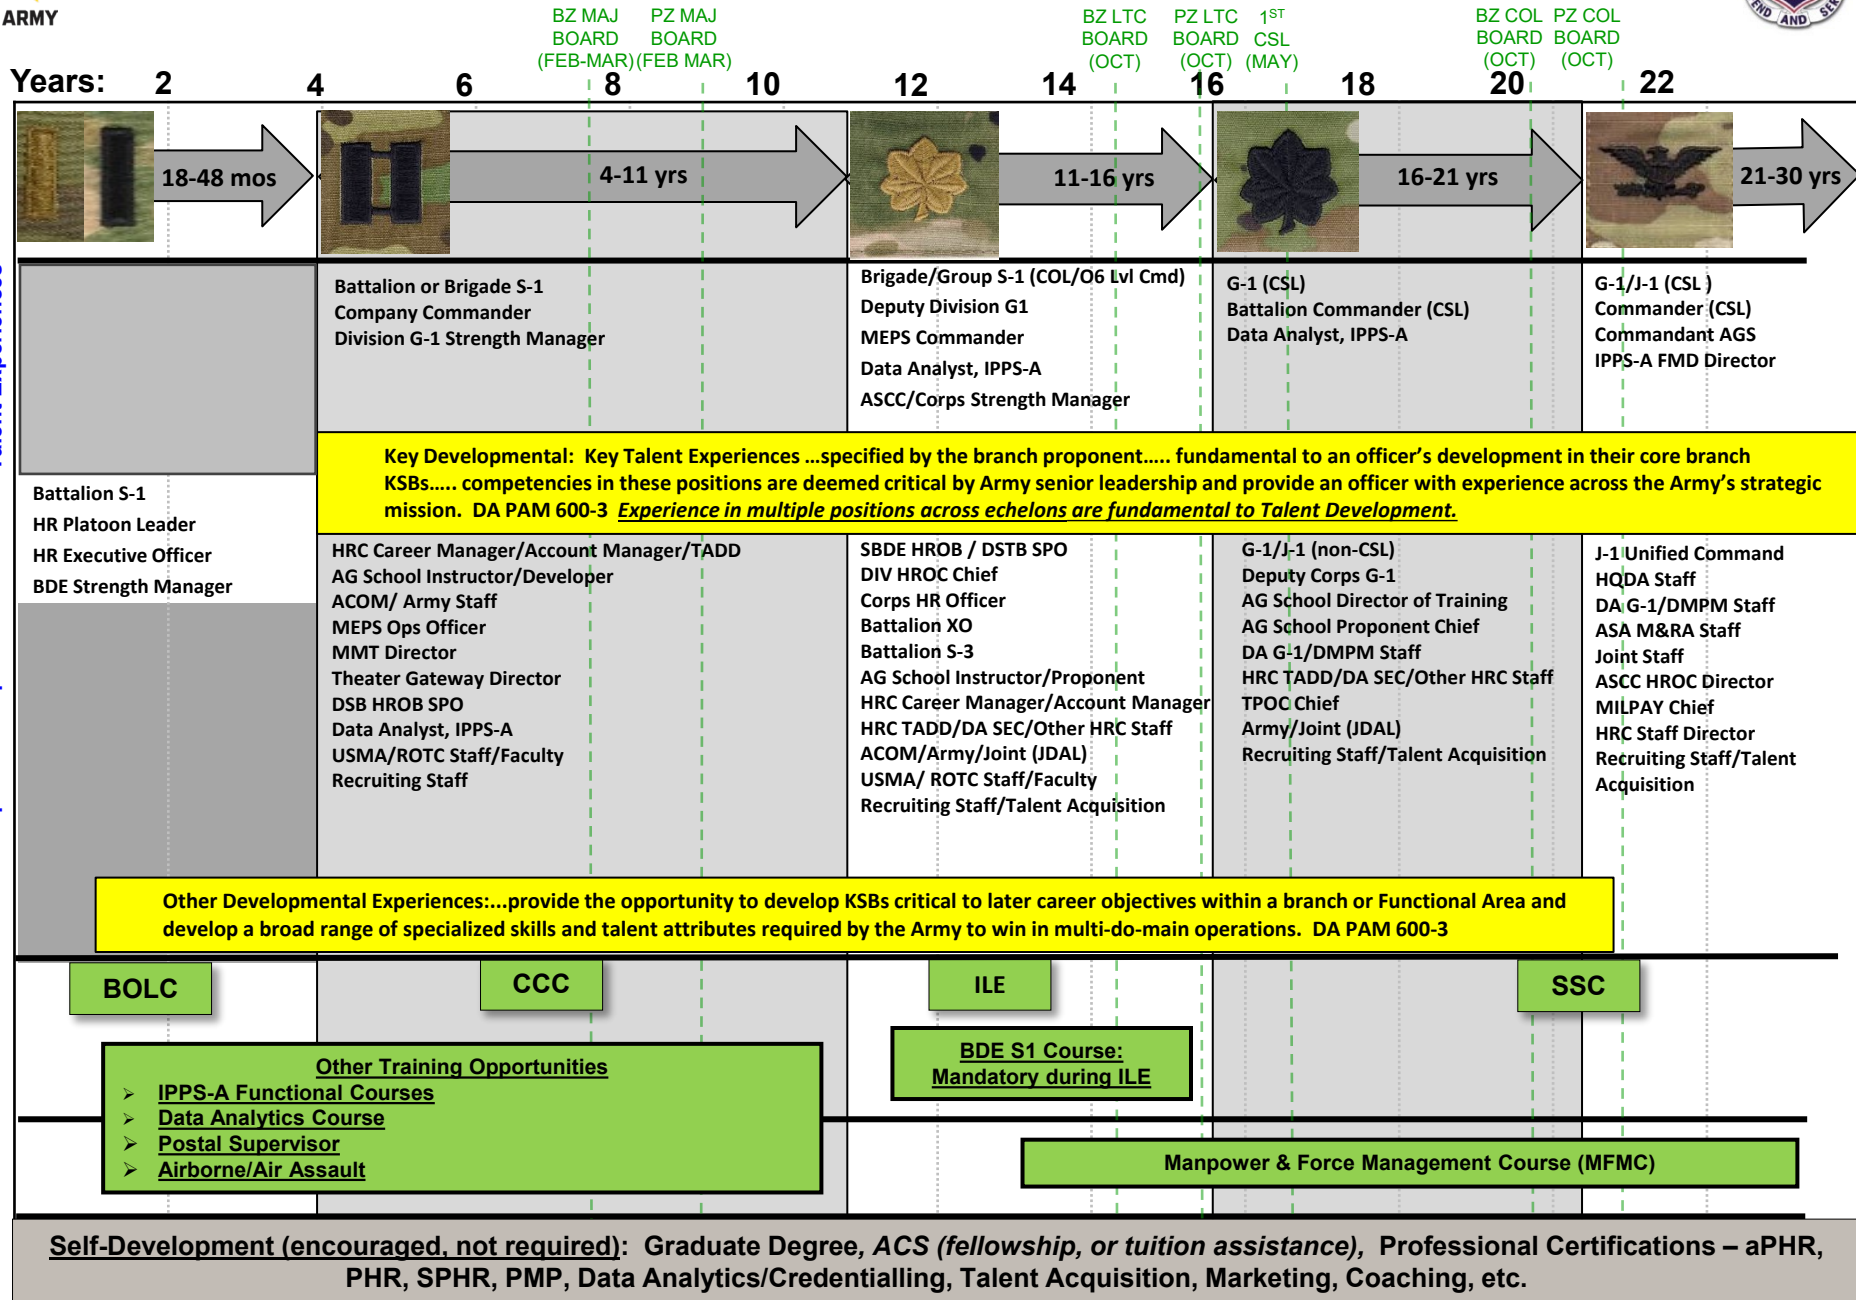 ARMY
BZ MAJ
BOARD
(FEB-MAR)
PZ MAJ
BOARD
(FEB MAR)
BZ LTC
BOARD
(OCT)
PZ LTC
BOARD
(OCT)
1ST
CSL
(MAY)
BZ COL
BOARD
(OCT)
PZ COL
BOARD
(OCT)
END AND SER
Years: 2 4 6 8 10 12 14 16 18 20 22
18-48 mos
4-11 yrs
11-16 yrs
16-21 yrs
21-30 yrs
Battalion or Brigade S-1
Company Commander
Division G-1 Strength Manager
Brigade/Group S-1 (COL/O6 Lvl Cmd)
Deputy Division G1
MEPS Commander
Data Analyst, IPPS-A
ASCC/Corps Strength Manager
G-1 (CSL)
Battalion Commander (CSL)
Data Analyst, IPPS-A
G-1/J-1 (CSL )
Commander (CSL)
Commandant AGS
IPPS-A FMD Director
Key Developmental: Key Talent Experiences ...specified by the branch proponent..... fundamental to an officer's development in their core branch
KSBs..... competencies in these positions are deemed critical by Army senior leadership and provide an officer with experience across the Army's strategic
mission. DA PAM 600-3 Experience in multiple positions across echelons are fundamental to Talent Development.
Battalion S-1
HR Platoon Leader
HR Executive Officer
BDE Strength Manager
HRC Career Manager/Account Manager/TADD
AG School Instructor/Developer
ACOM/ Army Staff
MEPS Ops Officer
MMT Director
Theater Gateway Director
DSB HROB SPO
Data Analyst, IPPS-A
USMA/ROTC Staff/Faculty
Recruiting Staff
SBDE HROB / DSTB SPO
DIV HROC Chief
Corps HR Officer
Battalion XO
Battalion S-3
AG School Instructor/Proponent
HRC Career Manager/Account Manager
HRC TADD/DA SEC/Other HRC Staff
ACOM/Army/Joint (JDAL)
USMA/ ROTC Staff/Faculty
Recruiting Staff/Talent Acquisition
G-1/J-1 (non-CSL)
Deputy Corps G-1
AG School Director of Training
AG School Proponent Chief
DA G-1/DMPM Staff
HRC TADD/DA SEC/Other HRC Staff
TPOC Chief
Army/Joint (JDAL)
Recruiting Staff/Talent Acquisition
J-1 Unified Command
HQDA Staff
DA G-1/DMPM Staff
ASA M&RA Staff
Joint Staff
ASCC HROC Director
MILPAY Chief
HRC Staff Director
Recruiting Staff/Talent
Acquisition
Other Developmental Experiences:...provide the opportunity to develop KSBs critical to later career objectives within a branch or Functional Area and
develop a broad range of specialized skills and talent attributes required by the Army to win in multi-do-main operations. DA PAM 600-3
BOLC
CCC
ILE
SSC
Other Training Opportunities
➢ IPPS-A Functional Courses
➢ Data Analytics Course
➢ Postal Supervisor
➢ Airborne/Air Assault
BDE S1 Course:
Mandatory during ILE
Manpower & Force Management Course (MFMC)
Self-Development (encouraged, not required): Graduate Degree, ACS (fellowship, or tuition assistance), Professional Certifications – aPHR,
PHR, SPHR, PMP, Data Analytics/Credentialling, Talent Acquisition, Marketing, Coaching, etc.